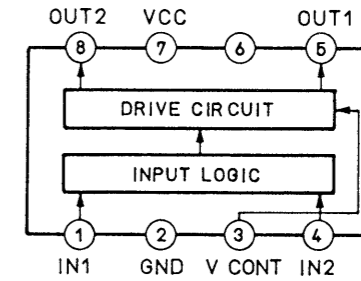 OUT2 VCC OUT1
8 7 6 5
DRIVE CIRCUIT
INPUT LOGIC
1 2 3 4
IN1 GND V CONT IN2